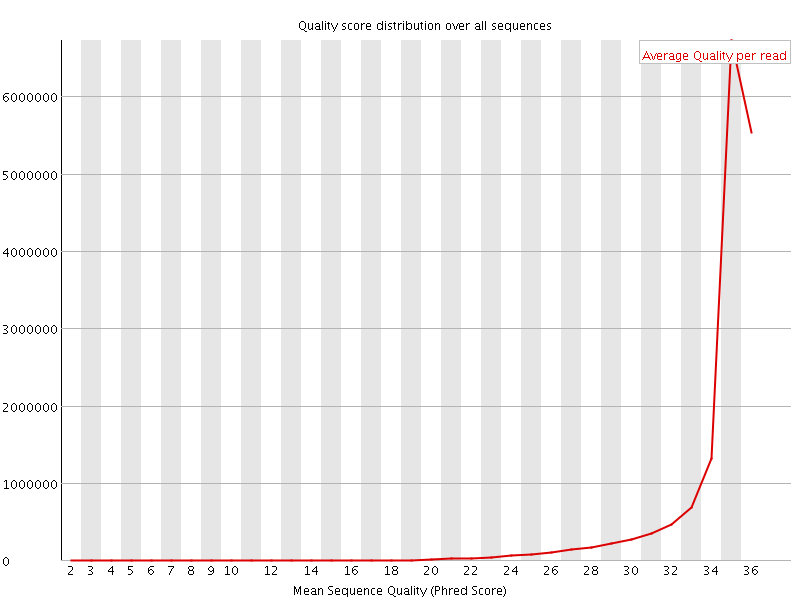 Quality score distribution over all sequences
Average Quality per read
6000000
5000000
4000000
3000000
2000000
1000000
0
2 3 4 5 6 7 8 9 10 12 14 16 18 20 22 24 26 28 30 32 34 36
Mean Sequence Quality (Phred Score)